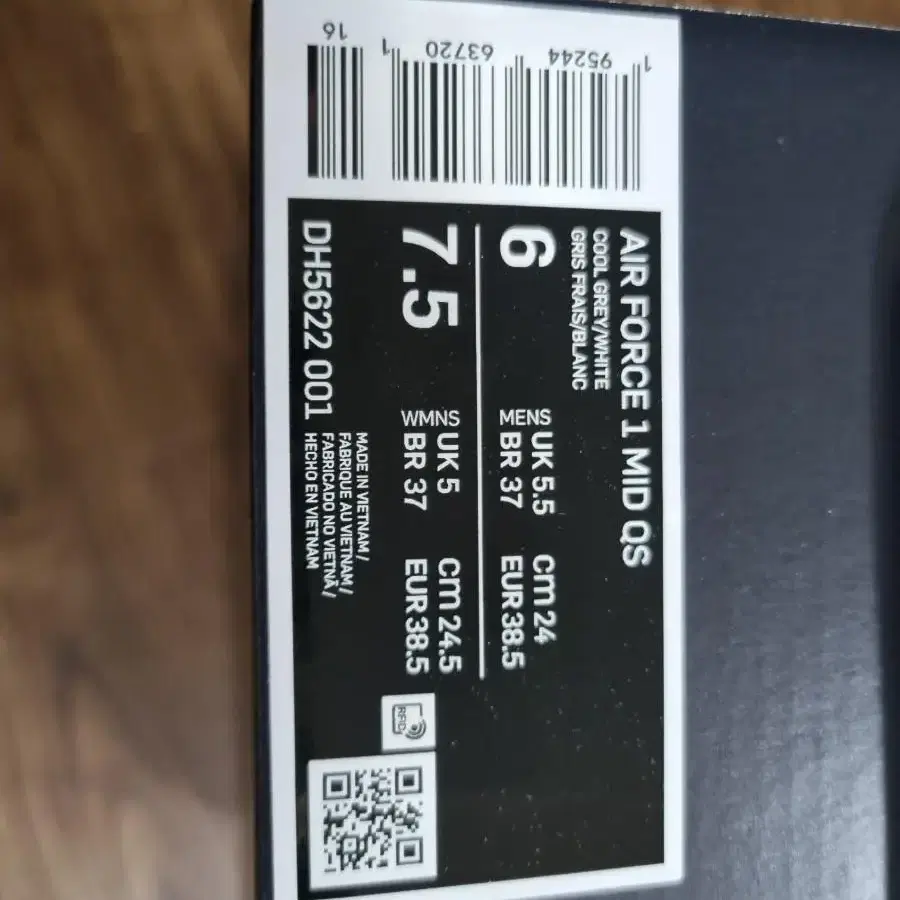 AIR FORCE 1 MID QS
COOL GREY/WHITE
GRIS FRAIS/BLANC
6
MENS
UK 5.5
cm 24
BR 37
EUR 38.5
7.5
WMNS
UK 5
cm 24.5
BR 37
EUR 38.5
DH5622 001
MADE IN VIETNAM/
FABRIQUE AU VIETNAM/
FABRICADO NO VIETNÃ/
HECHO EN VIETNAM
RFID
1 95244 63720 1 16